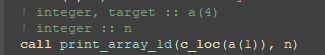 ! integer, target :: a(4)
! integer :: n
call print_array_1d(c_loc(a(1)), n)